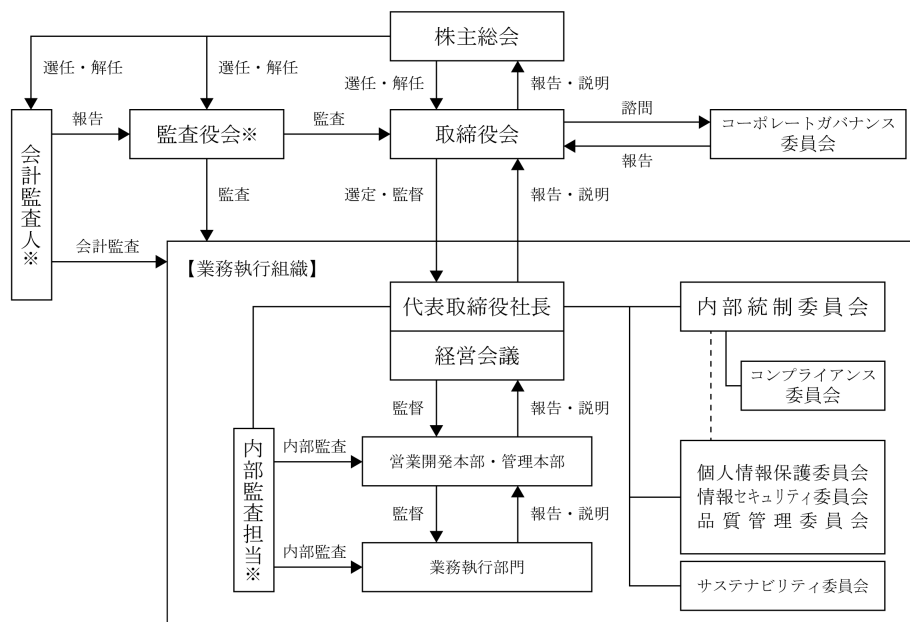 株主総会
選任・解任
選任・解任
選任・解任
報告・説明
会計監査人※
報告
監査役会※
監査
取締役会
諮問
報告
コーポレートガバナンス
委員会
監査
選定・監督
報告・説明
会計監査
【業務執行組織】
代表取締役社長
経営会議
内部統制委員会
コンプライアンス
委員会
監督
報告・説明
内部監査担当※
内部監査
営業開発本部・管理本部
個人情報保護委員会
情報セキュリティ委員会
品質管理委員会
監督
報告・説明
内部監査
業務執行部門
サステナビリティ委員会